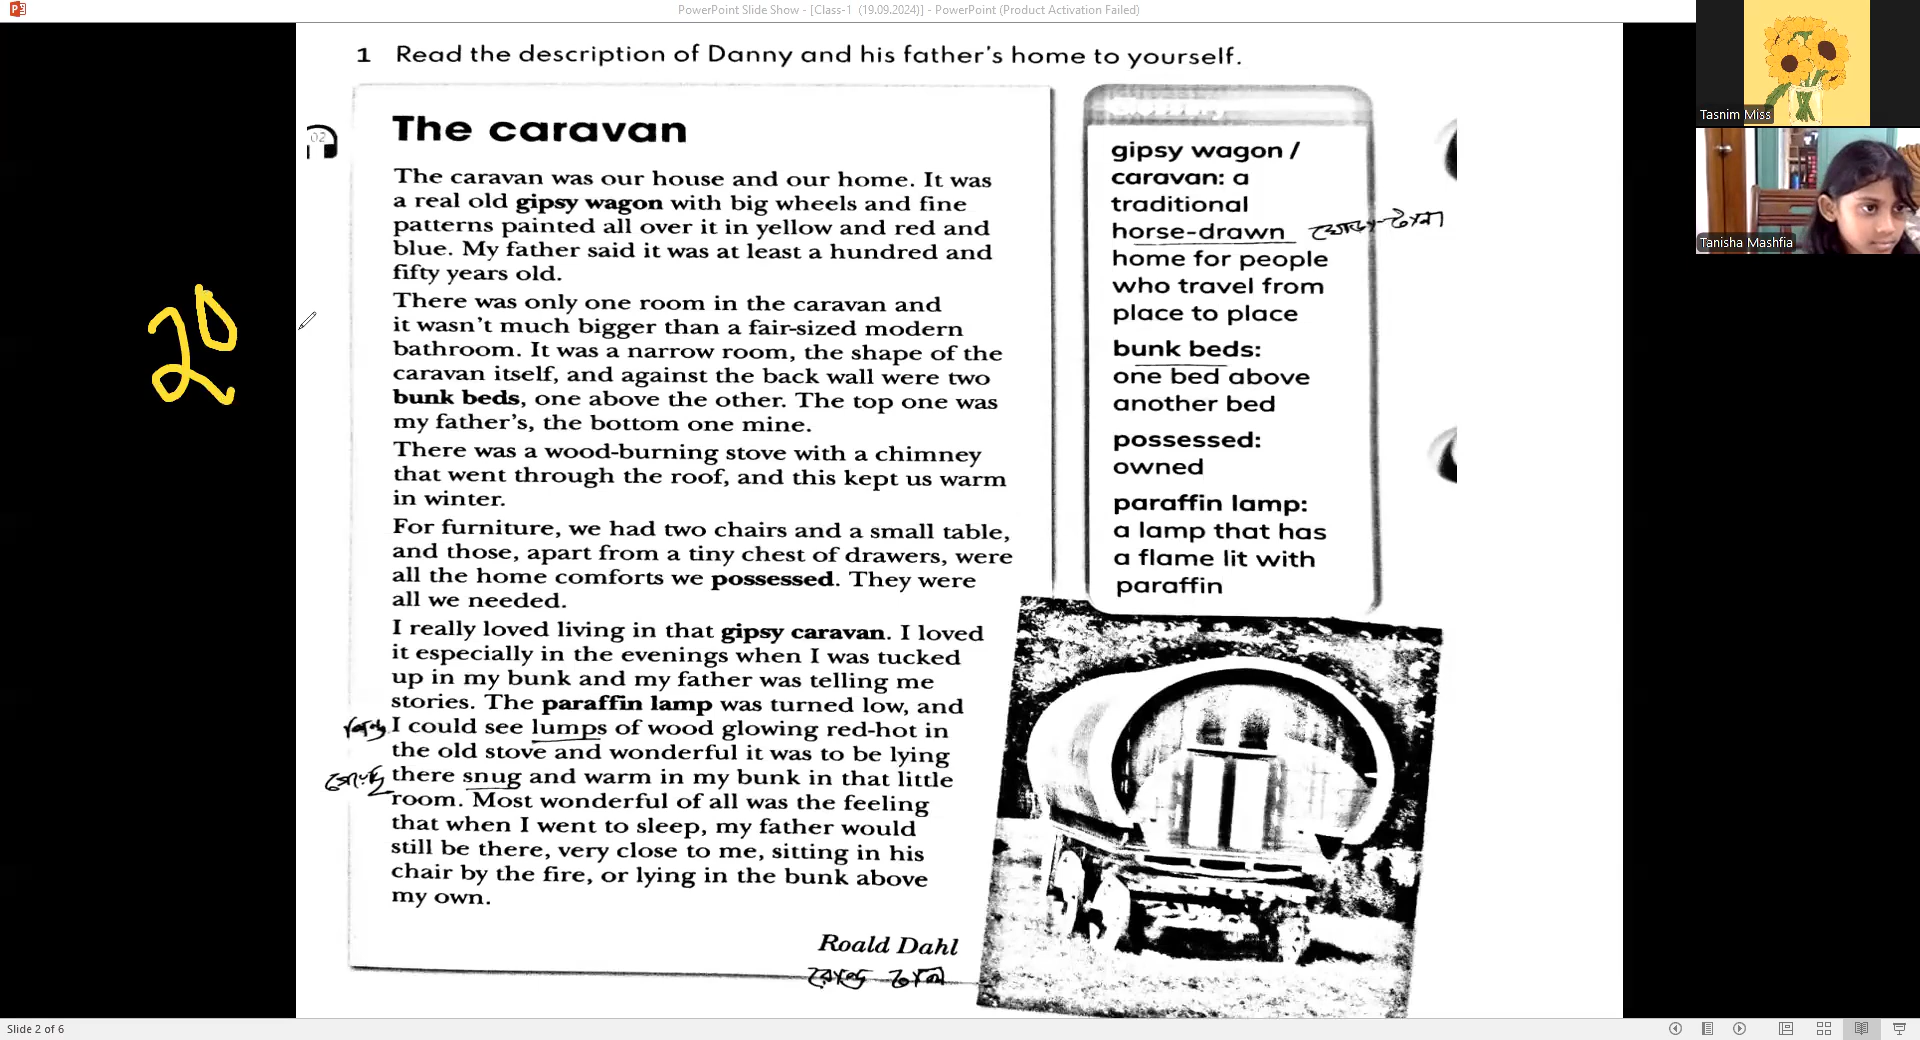 PowerPoint Slide Show - [Class-1 (19.09.2024)] - PowerPoint (Product Activation Failed)
1 Read the description of Danny and his father's home to yourself.
02
The caravan
The caravan was our house and our home. It was
a real old gipsy wagon with big wheels and fine
patterns painted all over it in yellow and red and
blue. My father said it was at least a hundred and
fifty years old.
There was only one room in the caravan and
it wasn't much bigger than a fair-sized modern
bathroom. It was a narrow room, the shape of the
caravan itself, and against the back wall were two
bunk beds, one above the other. The top one was
my father's, the bottom one mine.
There was a wood-burning stove with a chimney
that went through the roof, and this kept us warm
in winter.
For furniture, we had two chairs and a small table,
and those, apart from a tiny chest of drawers, were
all the home comforts we possessed. They were
all we needed.
I really loved living in that gipsy caravan. I loved
it especially in the evenings when I was tucked
up in my bunk and my father was telling me
stories. The paraffin lamp was turned low, and
I could see lumps of wood glowing red-hot in
the old stove and wonderful it was to be lying
there snug and warm in my bunk in that little
room. Most wonderful of all was the feeling
that when I went to sleep, my father would
still be there, very close to me, sitting in his
chair by the fire, or lying in the bunk above
my own.
Roald Dahl
Glossary
gipsy wagon /
caravan: a
traditional
horse-drawn
home for people
who travel from
place to place
bunk beds:
one bed above
another bed
possessed:
owned
paraffin lamp:
a lamp that has
a flame lit with
paraffin
20
Tasnim Miss
Tanisha Mashfia
Slide 2 of 6